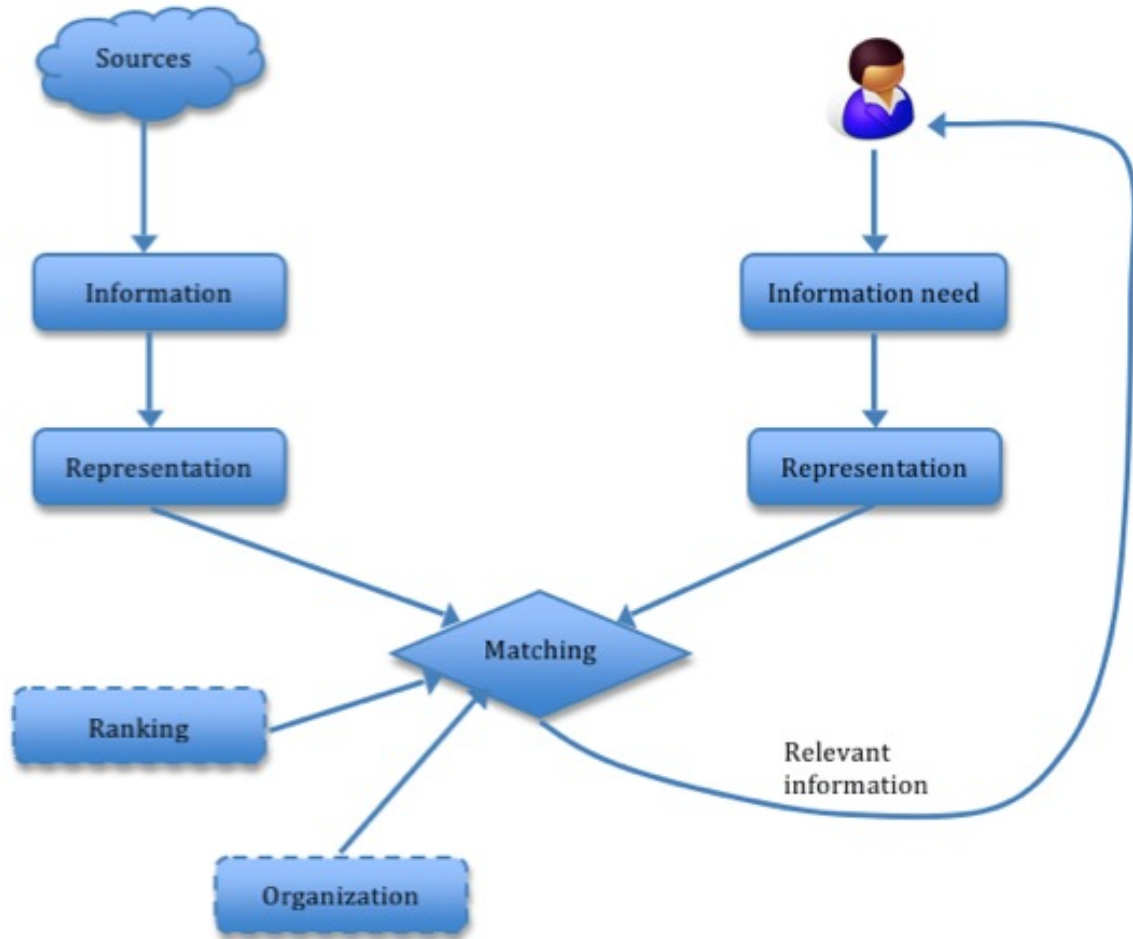 Sources
Information
Information need
Representation
Representation
Matching
Ranking
Relevant
information
Organization